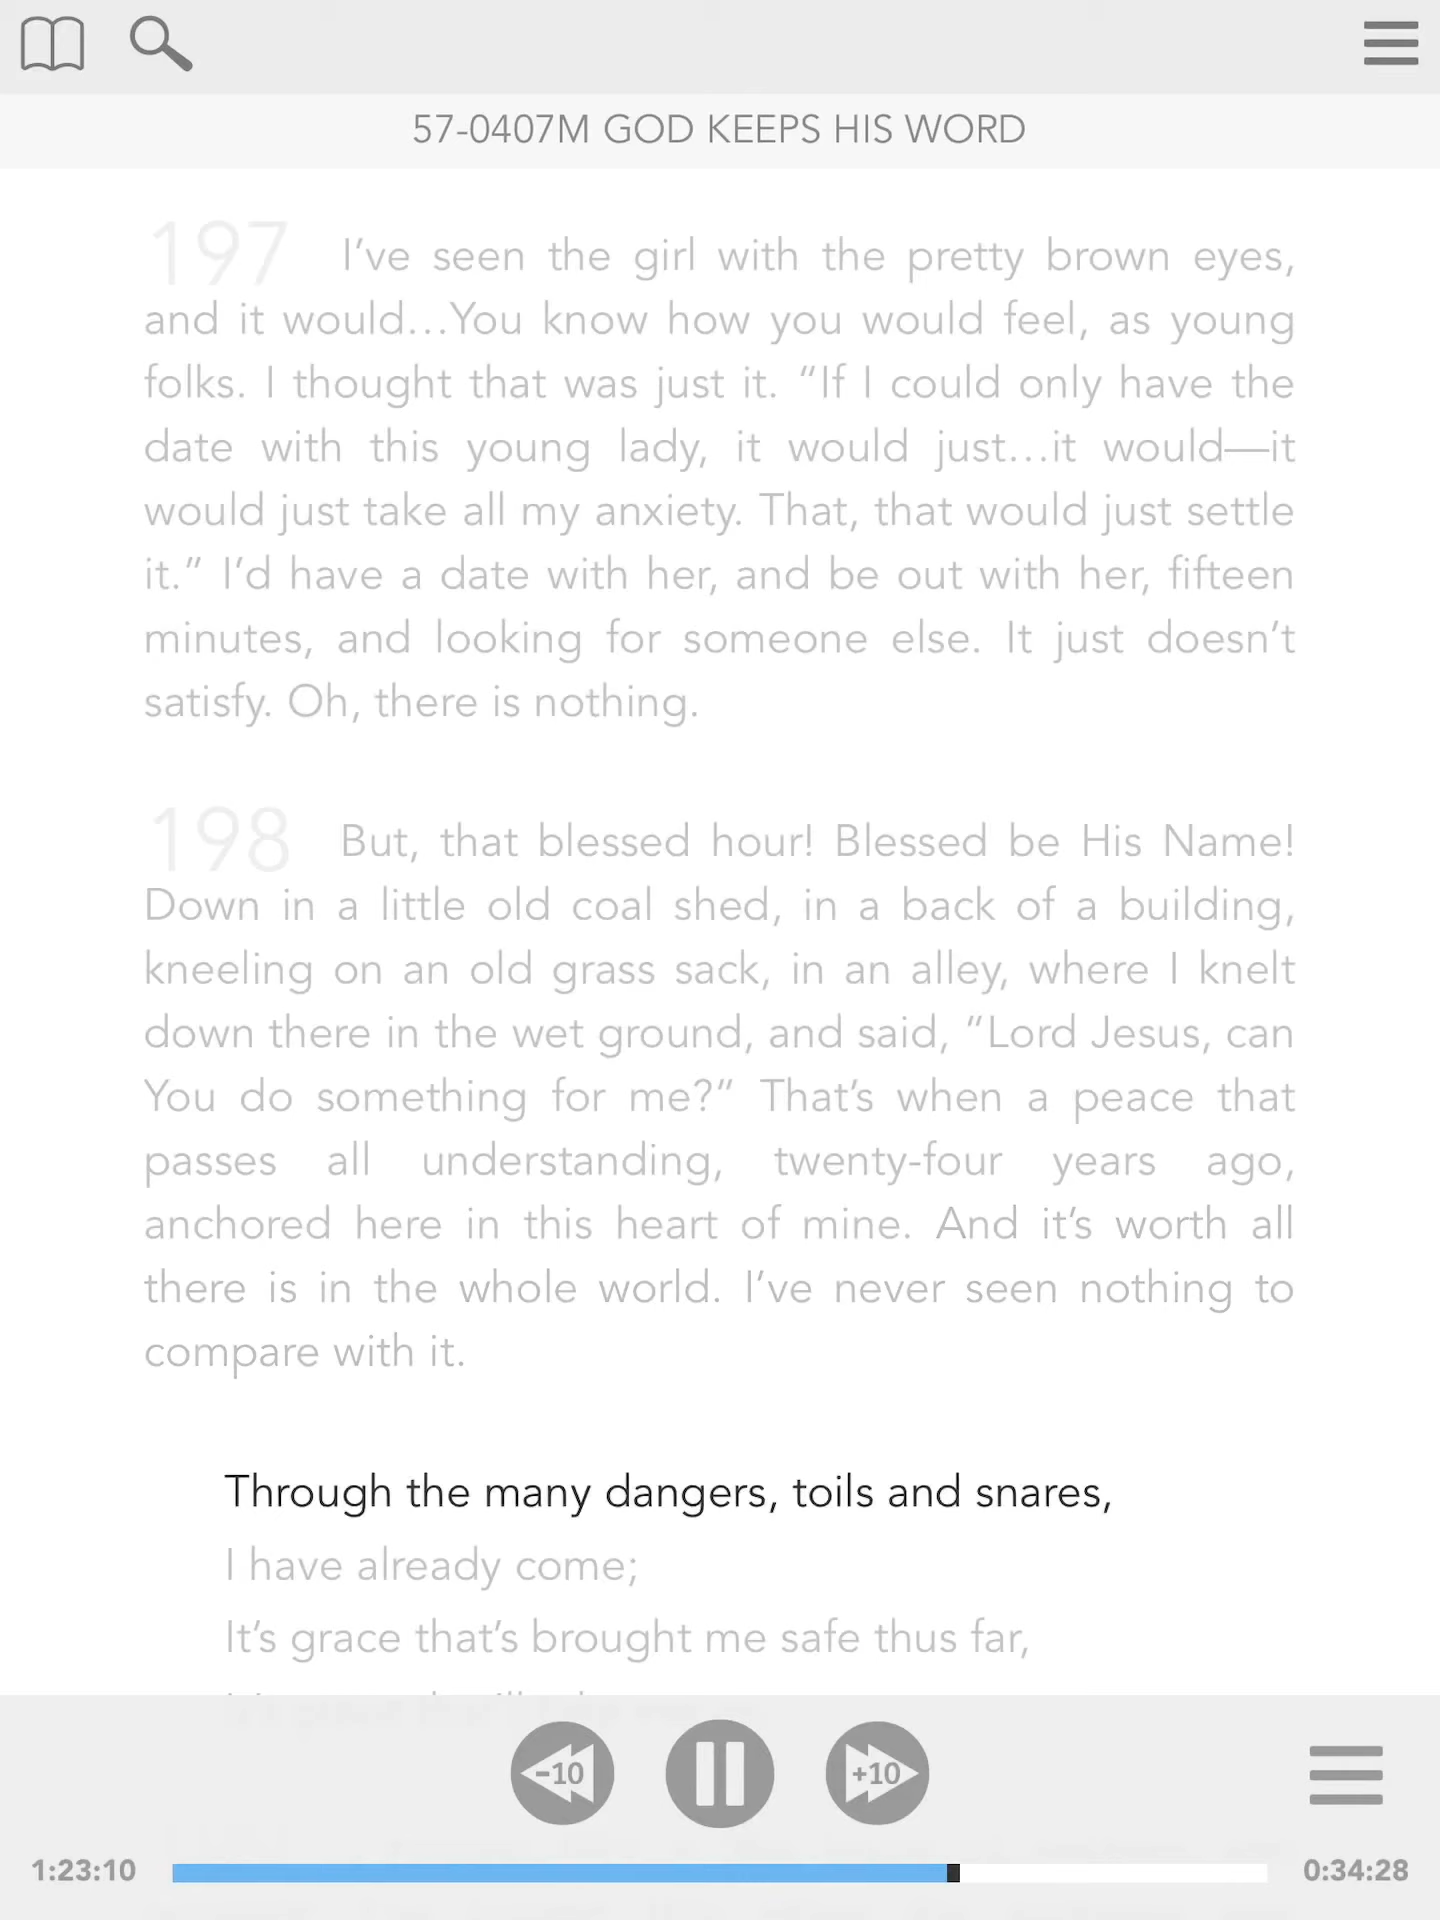 57-0407M GOD KEEPS HIS WORD
197 I’ve seen the girl with the pretty brown eyes,
and it would…You know how you would feel, as young
folks. I thought that was just it. “If I could only have the
date with this young lady, it would just…it would—it
would just take all my anxiety. That, that would just settle
it.” I’d have a date with her, and be out with her, fifteen
minutes, and looking for someone else. It just doesn’t
satisfy. Oh, there is nothing.
198 But, that blessed hour! Blessed be His Name!
Down in a little old coal shed, in a back of a building,
kneeling on an old grass sack, in an alley, where I knelt
down there in the wet ground, and said, “Lord Jesus, can
You do something for me?” That’s when a peace that
passes all understanding, twenty-four years ago,
anchored here in this heart of mine. And it’s worth all
there is in the whole world. I’ve never seen nothing to
compare with it.
Through the many dangers, toils and snares,
I have already come;
It’s grace that’s brought me safe thus far,
-10 +10
1:23:10 0:34:28